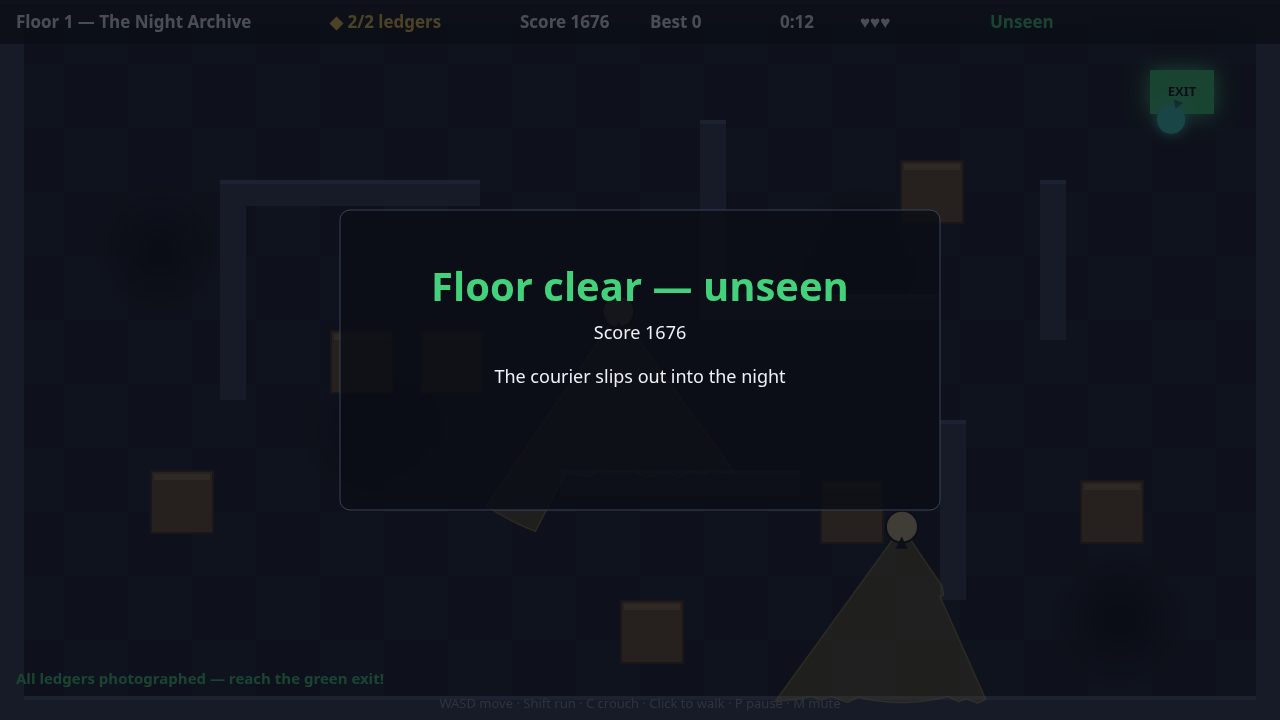 Floor 1 — The Night Archive ◆ 2/2 ledgers Score 1676 Best 0 0:12 ♥♥♥ Unseen
EXIT
Floor clear — unseen
Score 1676
The courier slips out into the night
All ledgers photographed — reach the green exit!
WASD move · Shift run · C crouch · Click to walk · P pause · M mute